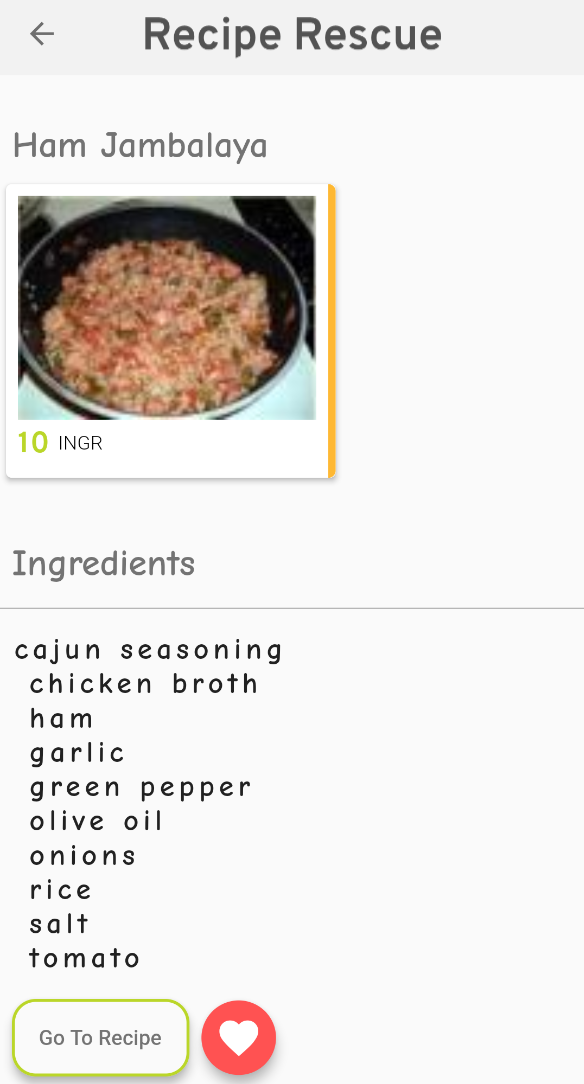 Recipe Rescue
Ham Jambalaya
10 INGR
Ingredients
cajun seasoning
chicken broth
ham
garlic
green pepper
olive oil
onions
rice
salt
tomato
Go To Recipe